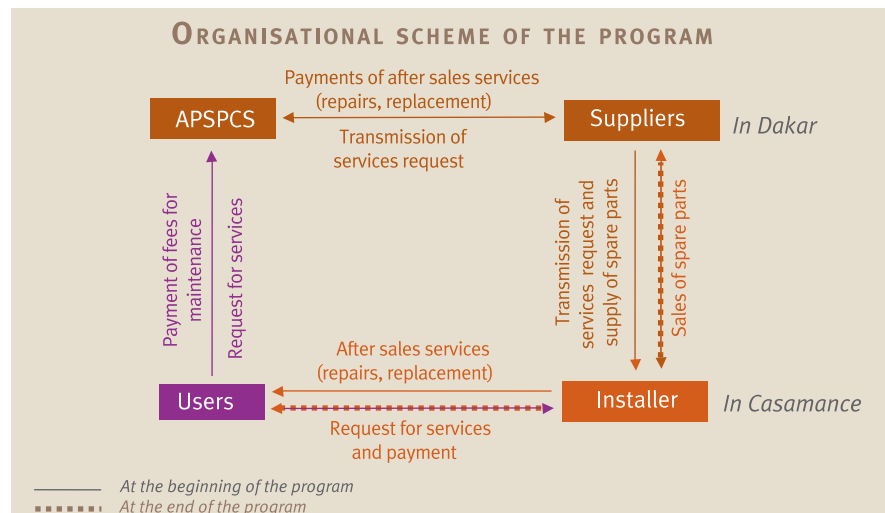 ORGANISATIONAL SCHEME OF THE PROGRAM
Payments of after sales services
(repairs, replacement)
APSPCS
Suppliers
In Dakar
Transmission of
services request
Payment of fees for
maintenance
Request for services
Transmission of
services request and
supply of spare parts
Sales of spare parts
After sales services
(repairs, replacement)
Users
Installer
In Casamance
Request for services
and payment
At the beginning of the program
At the end of the program